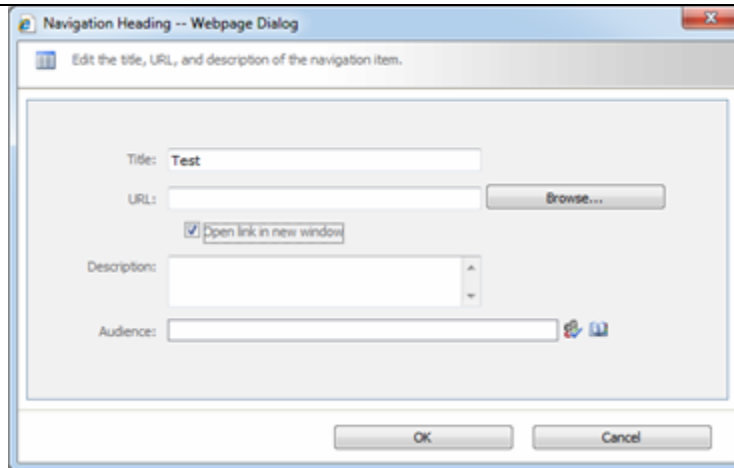 Navigation Heading -- Webpage Dialog
Edit the title, URL, and description of the navigation item.
Title: Test
URL: Browse...
Open link in new window
Description:
Audience:
OK Cancel